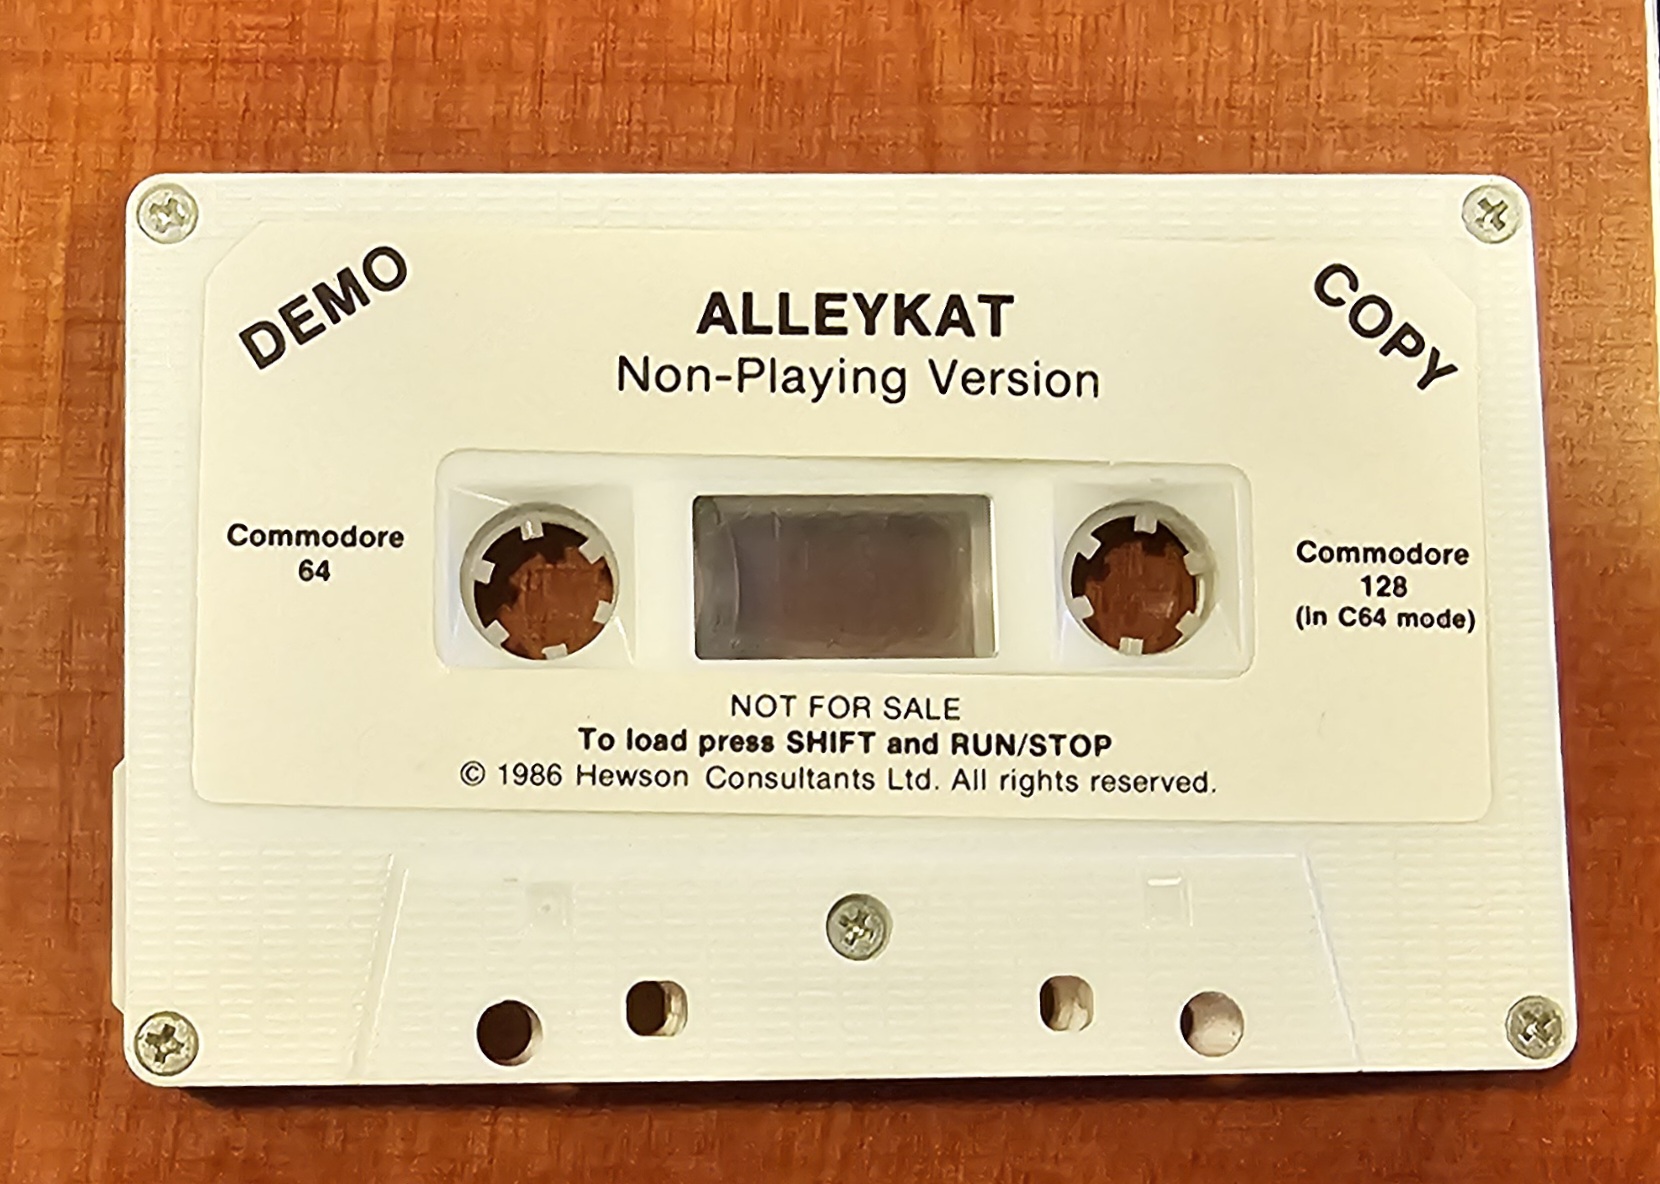 DEMO
COPY
ALLEYKAT
Non-Playing Version
Commodore
64
Commodore
128
(in C64 mode)
NOT FOR SALE
To load press SHIFT and RUN/STOP
© 1986 Hewson Consultants Ltd. All rights reserved.